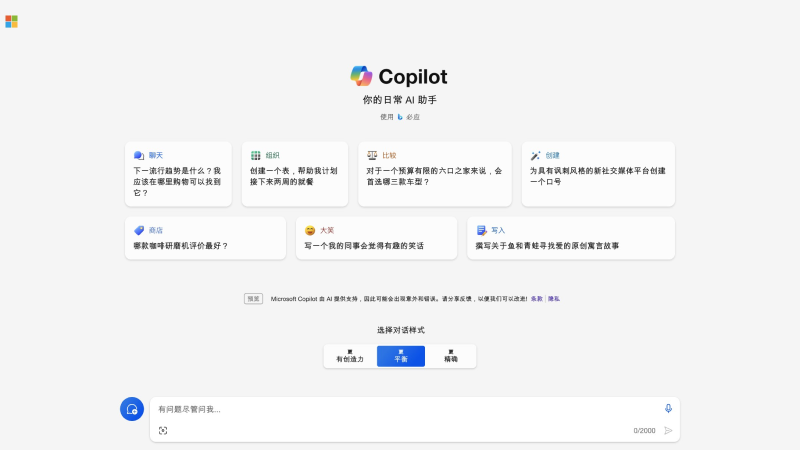 Copilot
你的日常 AI 助手
使用 必应
聊天
下一流行趋势是什么？我
应该在哪里购物可以找到
它？
组织
创建一个表，帮助我计划
接下来两周的就餐
比较
对于一个预算有限的六口之家来说，会
首选哪三款车型？
创建
为具有讽刺风格的新社交媒体平台创建
一个口号
商店
哪款咖啡研磨机评价最好？
大笑
写一个我的同事会觉得有趣的笑话
写入
撰写关于鱼和青蛙寻找爱的原创寓言故事
预览 Microsoft Copilot 由 AI 提供支持，因此可能会出现意外和错误。请分享反馈，以便我们可以改进! 条款 | 隐私
选择对话样式
更
有创造力
更
平衡
更
精确
有问题尽管问我...
0/2000